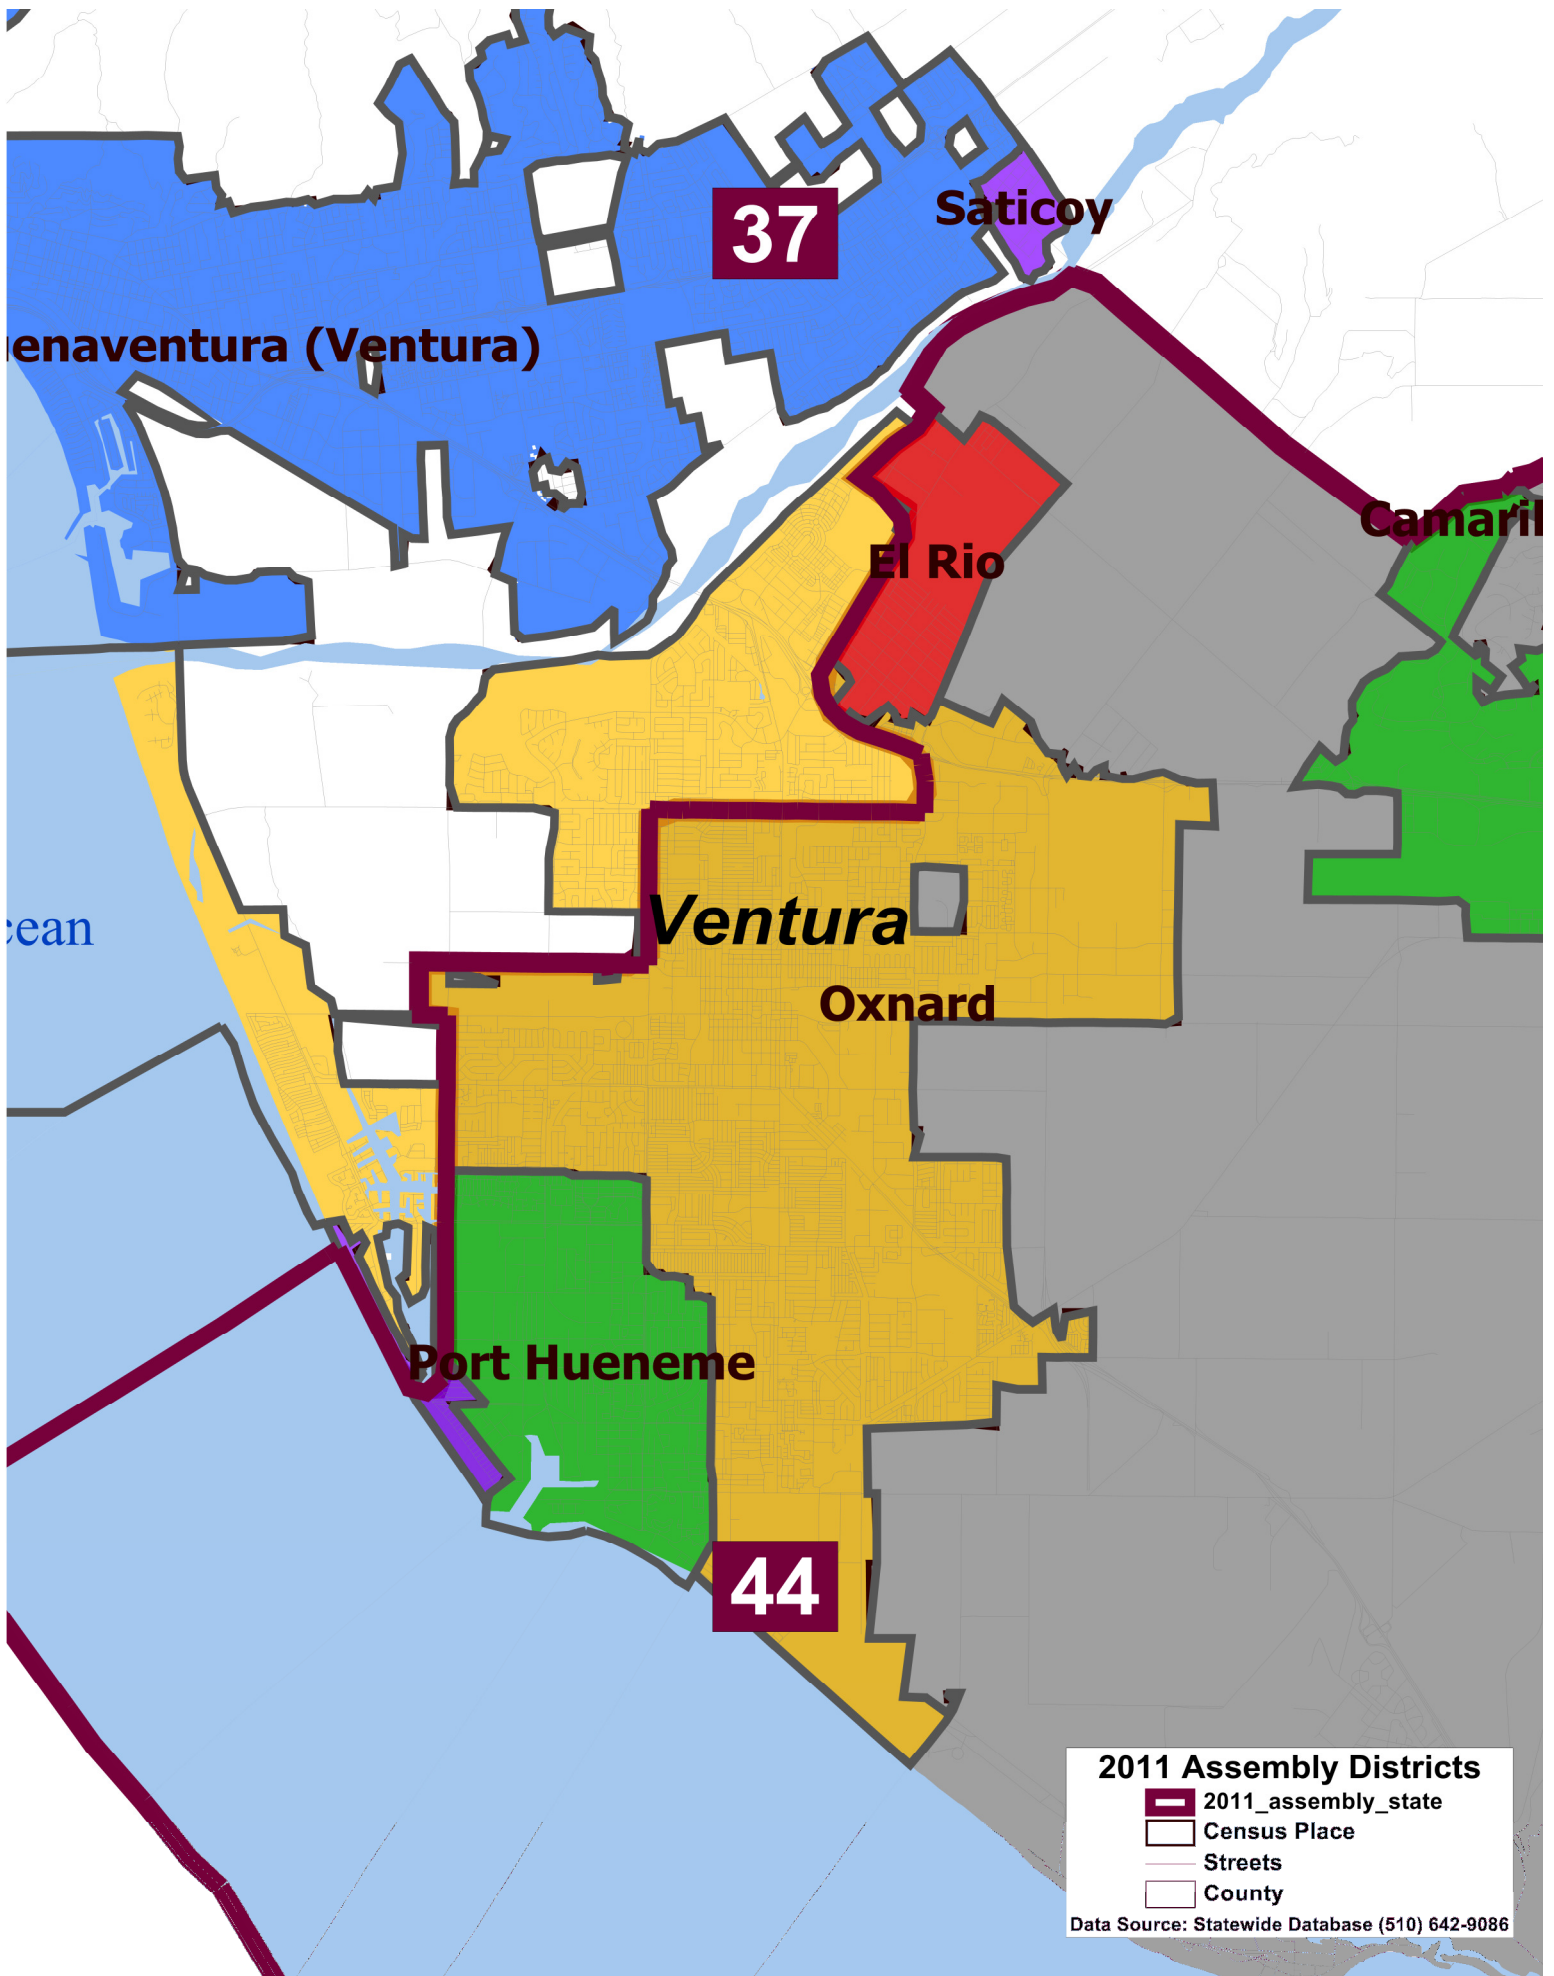 37
Saticoy
uenaventura (Ventura)
Camaril
El Rio
Ventura
cean
Oxnard
Port Hueneme
44
2011 Assembly Districts
2011_assembly_state
Census Place
Streets
County
Data Source: Statewide Database (510) 642-9086